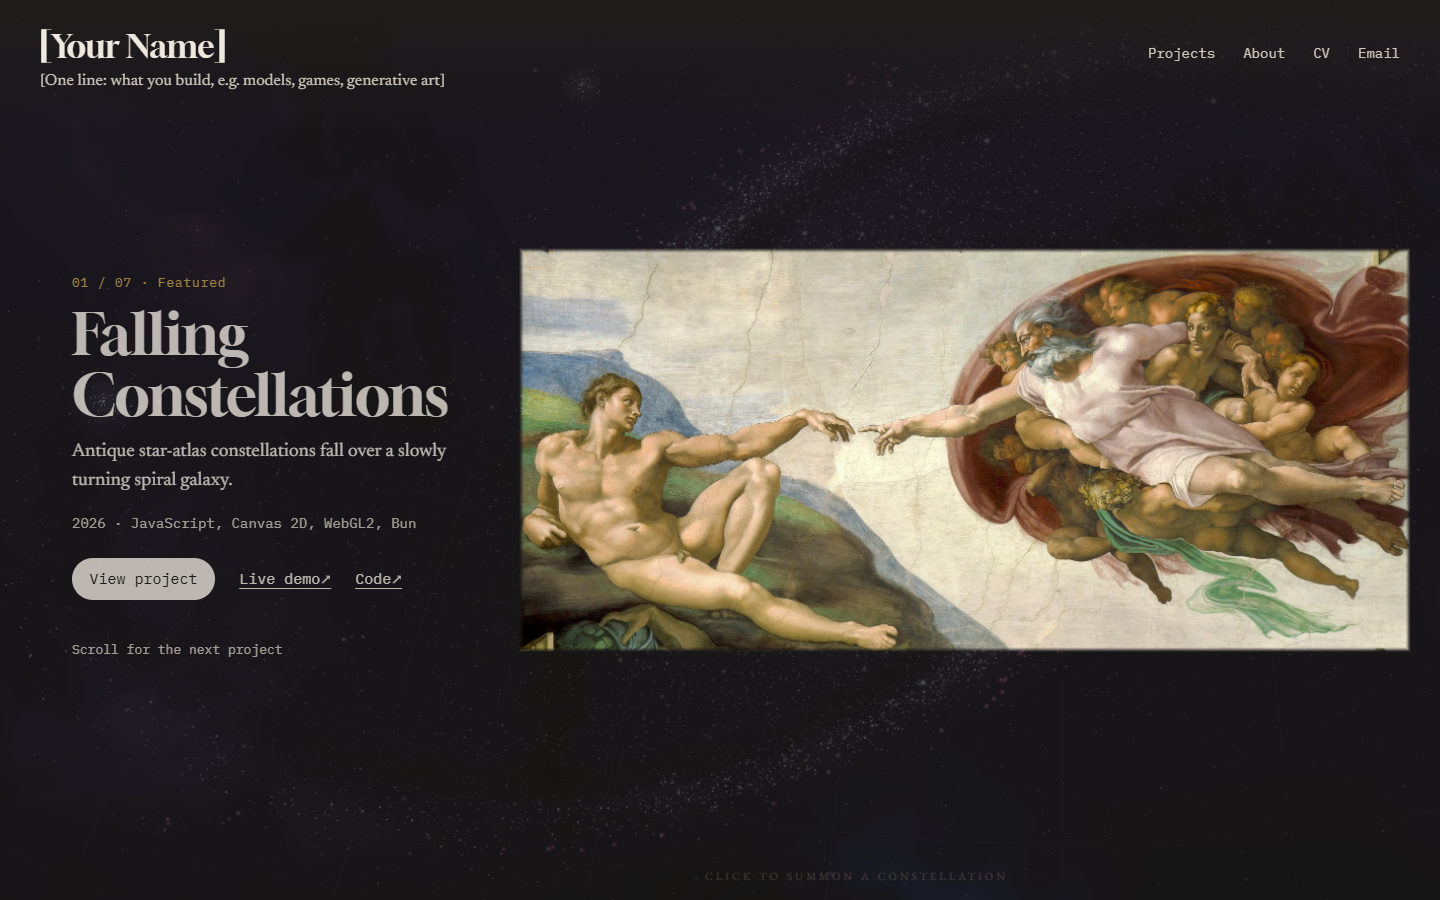 [Your Name]
[One line: what you build, e.g. models, games, generative art]
Projects About CV Email
01 / 07 · Featured
Falling
Constellations
Antique star-atlas constellations fall over a slowly
turning spiral galaxy.
2026 · JavaScript, Canvas 2D, WebGL2, Bun
View project Live demo↗ Code↗
Scroll for the next project
CLICK TO SUMMON A CONSTELLATION